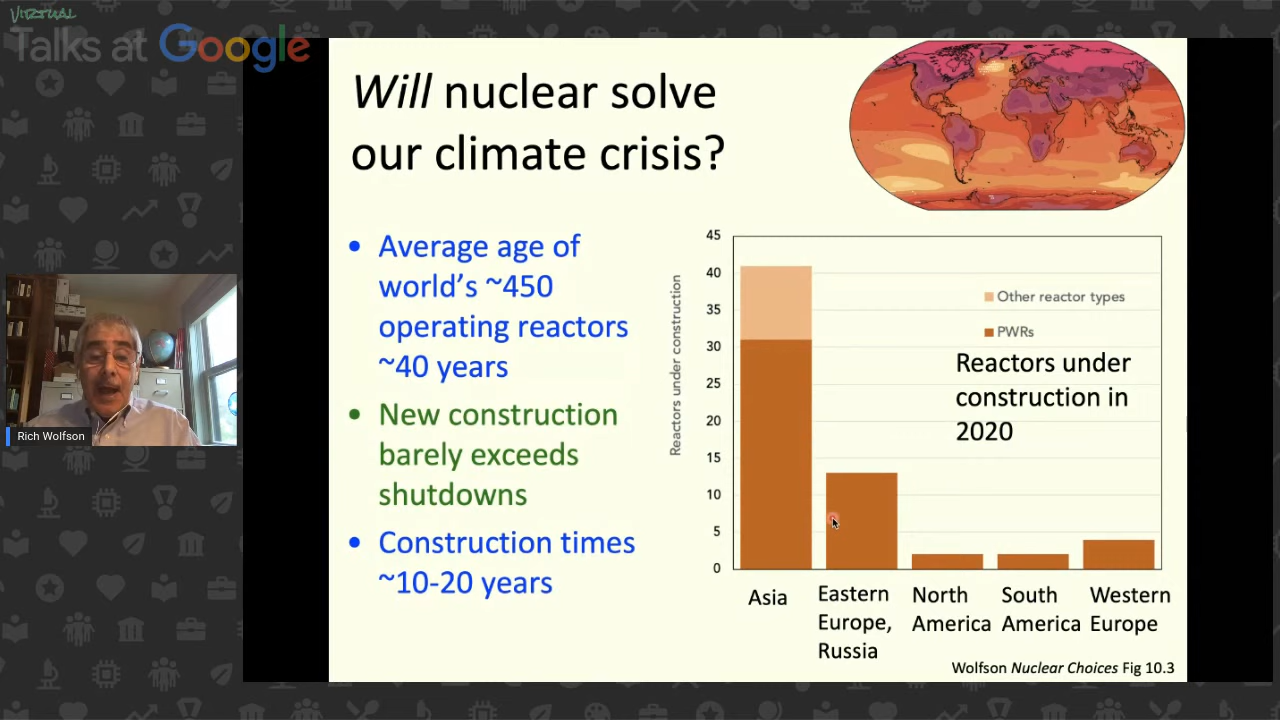 VIRTUAL
Talks at Google
Will nuclear solve
our climate crisis?
• Average age of
world's ~450
operating reactors
~40 years
• New construction
barely exceeds
shutdowns
• Construction times
~10-20 years
Rich Wolfson
Reactors under construction
45
40
35
30
25
20
15
10
5
0
Other reactor types
PWRs
Reactors under
construction in
2020
Asia
Eastern
Europe,
Russia
North
America
South
America
Western
Europe
Wolfson Nuclear Choices Fig 10.3